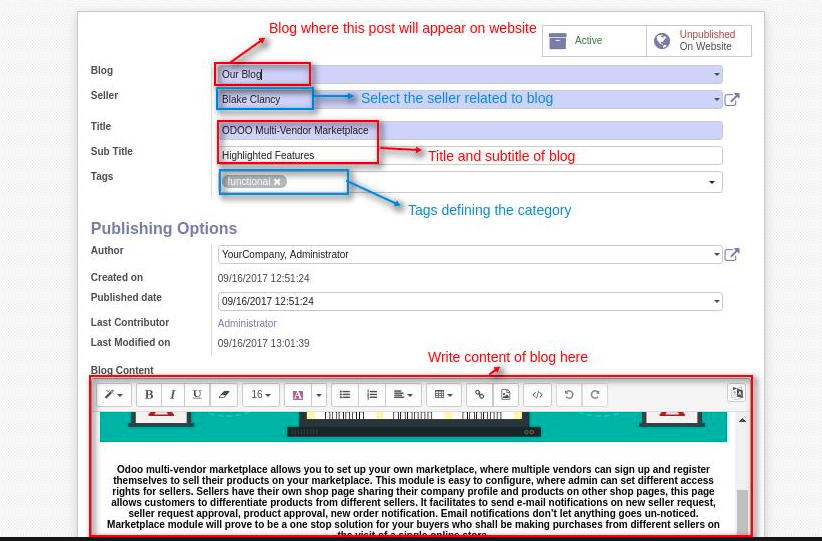 Blog where this post will appear on website
Active
Unpublished
On Website
Blog
Our Blog
Seller
Blake Clancy
Select the seller related to blog
Title
ODOO Multi-Vendor Marketplace
Sub Title
Highlighted Features
Title and subtitle of blog
Tags
functional ✖
Tags defining the category
Publishing Options
Author
YourCompany, Administrator
Created on
09/16/2017 12:51:24
Published date
09/16/2017 12:51:24
Last Contributor
Administrator
Last Modified on
09/16/2017 13:01:39
Write content of blog here
Blog Content
B I U 16 A
Odoo multi-vendor marketplace allows you to set up your own marketplace, where multiple vendors can sign up and register
themselves to sell their products on your marketplace. This module is easy to configure, where admin can set different access
rights for sellers. Sellers have their own shop page sharing their company profile and products on other shop pages, this page
allows customers to differentiate products from different sellers. It facilitates to send e-mail notifications on new seller request,
seller request approval, product approval, new order notification. Email notifications don't let anything goes un-noticed.
Marketplace module will prove to be a one stop solution for your buyers who shall be making purchases from different sellers on
the visit of a single online store.